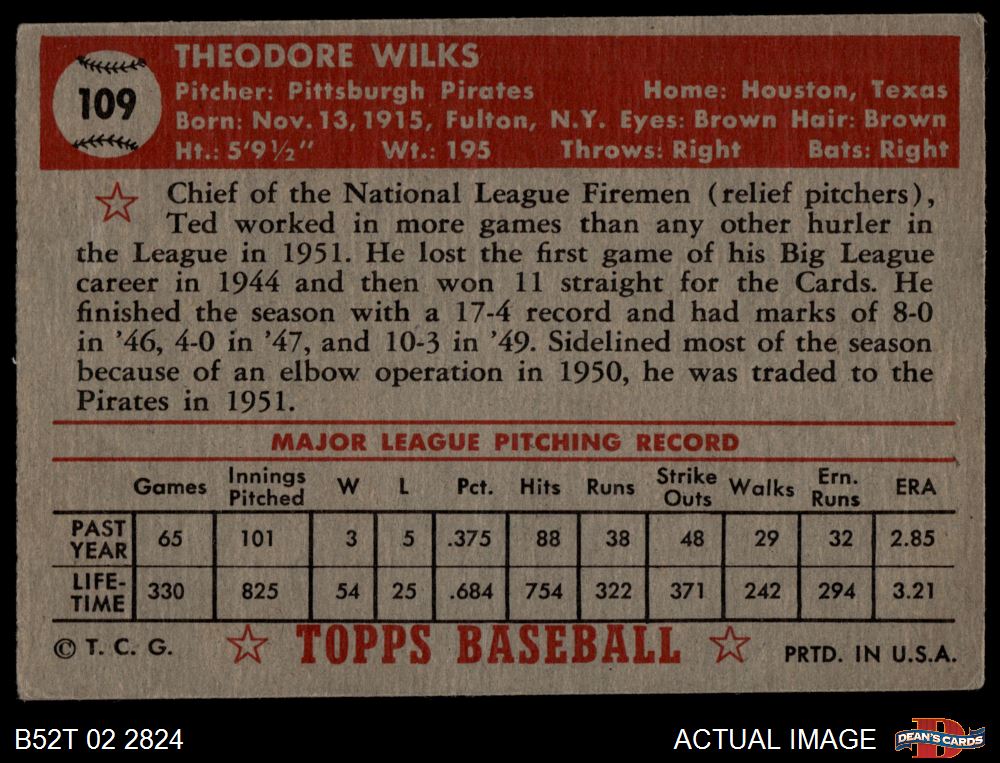 109
THEODORE WILKS
Pitcher: Pittsburgh Pirates Home: Houston, Texas
Born: Nov. 13, 1915, Fulton, N.Y. Eyes: Brown Hair: Brown
Ht.: 5'9½" Wt.: 195 Throws: Right Bats: Right
Chief of the National League Firemen (relief pitchers),
Ted worked in more games than any other hurler in
the League in 1951. He lost the first game of his Big League
career in 1944 and then won 11 straight for the Cards. He
finished the season with a 17-4 record and had marks of 8-0
in '46, 4-0 in '47, and 10-3 in '49. Sidelined most of the season
because of an elbow operation in 1950, he was traded to the
Pirates in 1951.
MAJOR LEAGUE PITCHING RECORD
Games Innings Pitched W L Pct. Hits Runs Strike Outs Walks Ern. Runs ERA
PAST YEAR 65 101 3 5 .375 88 38 48 29 32 2.85
LIFE-TIME 330 825 54 25 .684 754 322 371 242 294 3.21
© T. C. G. TOPPS BASEBALL PRTD. IN U.S.A.
B52T 02 2824 ACTUAL IMAGE DEAN'S CARDS